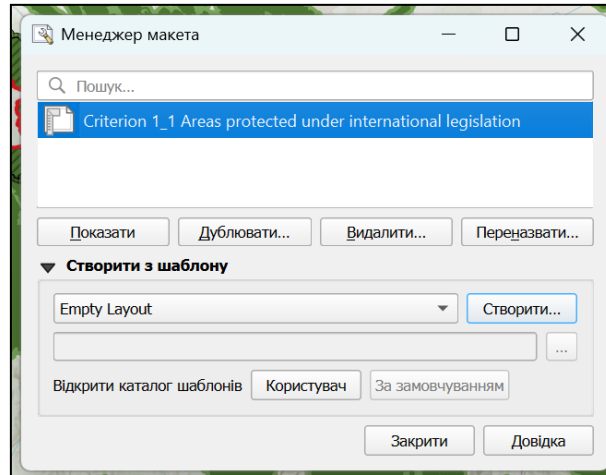 Менеджер макета
Пошук...
Criterion 1_1 Areas protected under international legislation
Показати Дублювати... Видалити... Переназвати...
Створити з шаблону
Empty Layout Створити...
...
Відкрити каталог шаблонів Користувач За замовчуванням
Закрити Довідка